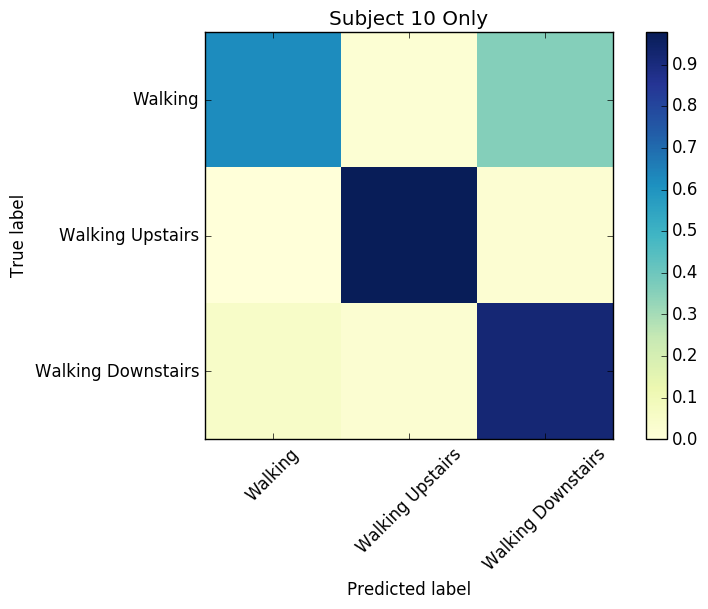 Subject 10 Only
True label
Walking
Walking Upstairs
Walking Downstairs
Walking
Walking Upstairs
Walking Downstairs
Predicted label
0.9
0.8
0.7
0.6
0.5
0.4
0.3
0.2
0.1
0.0